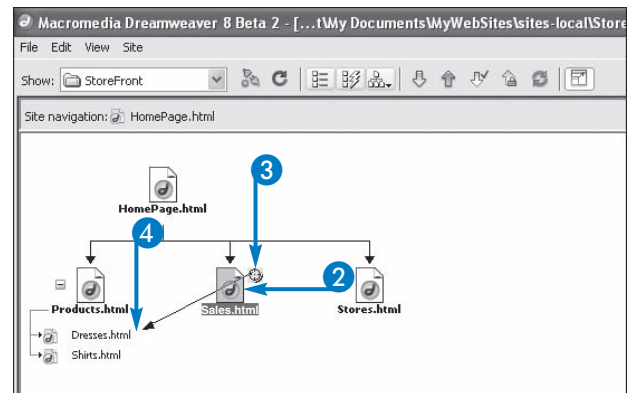 Macromedia Dreamweaver 8 Beta 2 - [...t\My Documents\MyWebSites\sites-local\Store
File Edit View Site
Show: StoreFront
Site navigation: HomePage.html
3
HomePage.html
4
2
Products.html Sales.html Stores.html
Dresses.html
Shirts.html